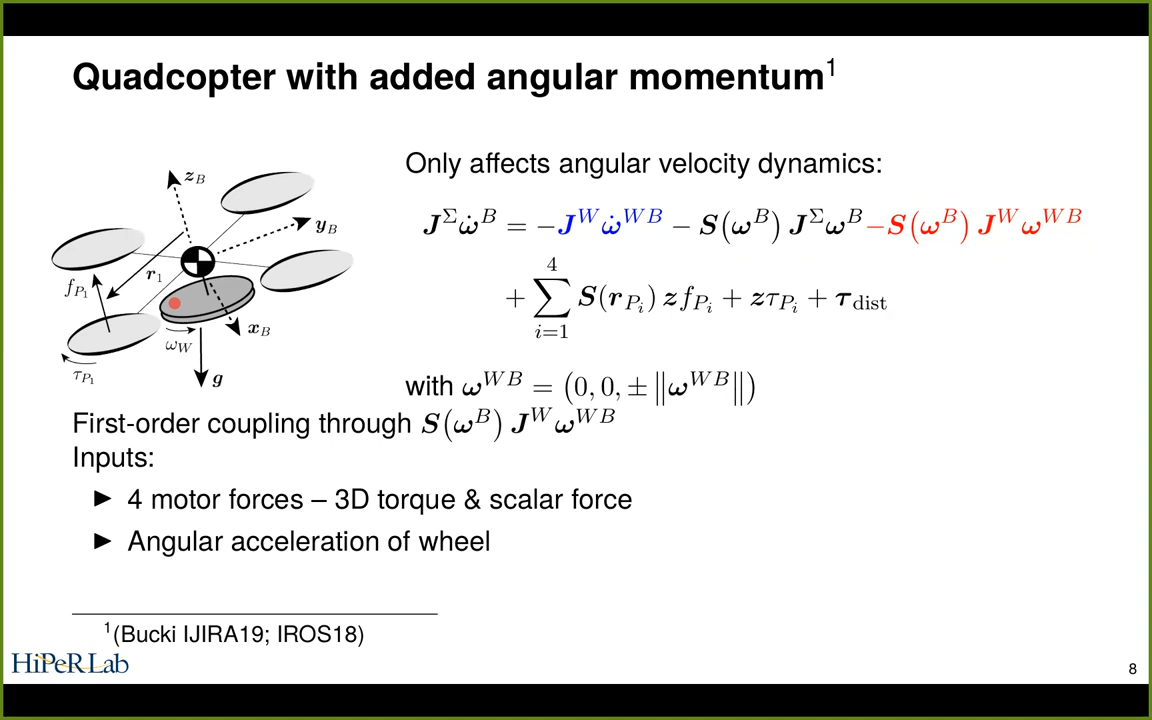 Quadcopter with added angular momentum¹
Only affects angular velocity dynamics:
z_B
y_B
r_1
f_{P_1}
x_B
ω_W
τ_{P_1}
g
J^Σ ω̇^B = −J^W ω̇^{WB} − S(ω^B) J^Σ ω^B −S(ω^B) J^W ω^{WB}
+ ∑_{i=1}^{4} S(r_{P_i}) z f_{P_i} + z τ_{P_i} + τ_dist
with ω^{WB} = (0, 0, ± ‖ω^{WB}‖)
First-order coupling through S(ω^B) J^W ω^{WB}
Inputs:
▶ 4 motor forces – 3D torque & scalar force
▶ Angular acceleration of wheel
¹(Bucki IJIRA19; IROS18)
HiPeRLab
8